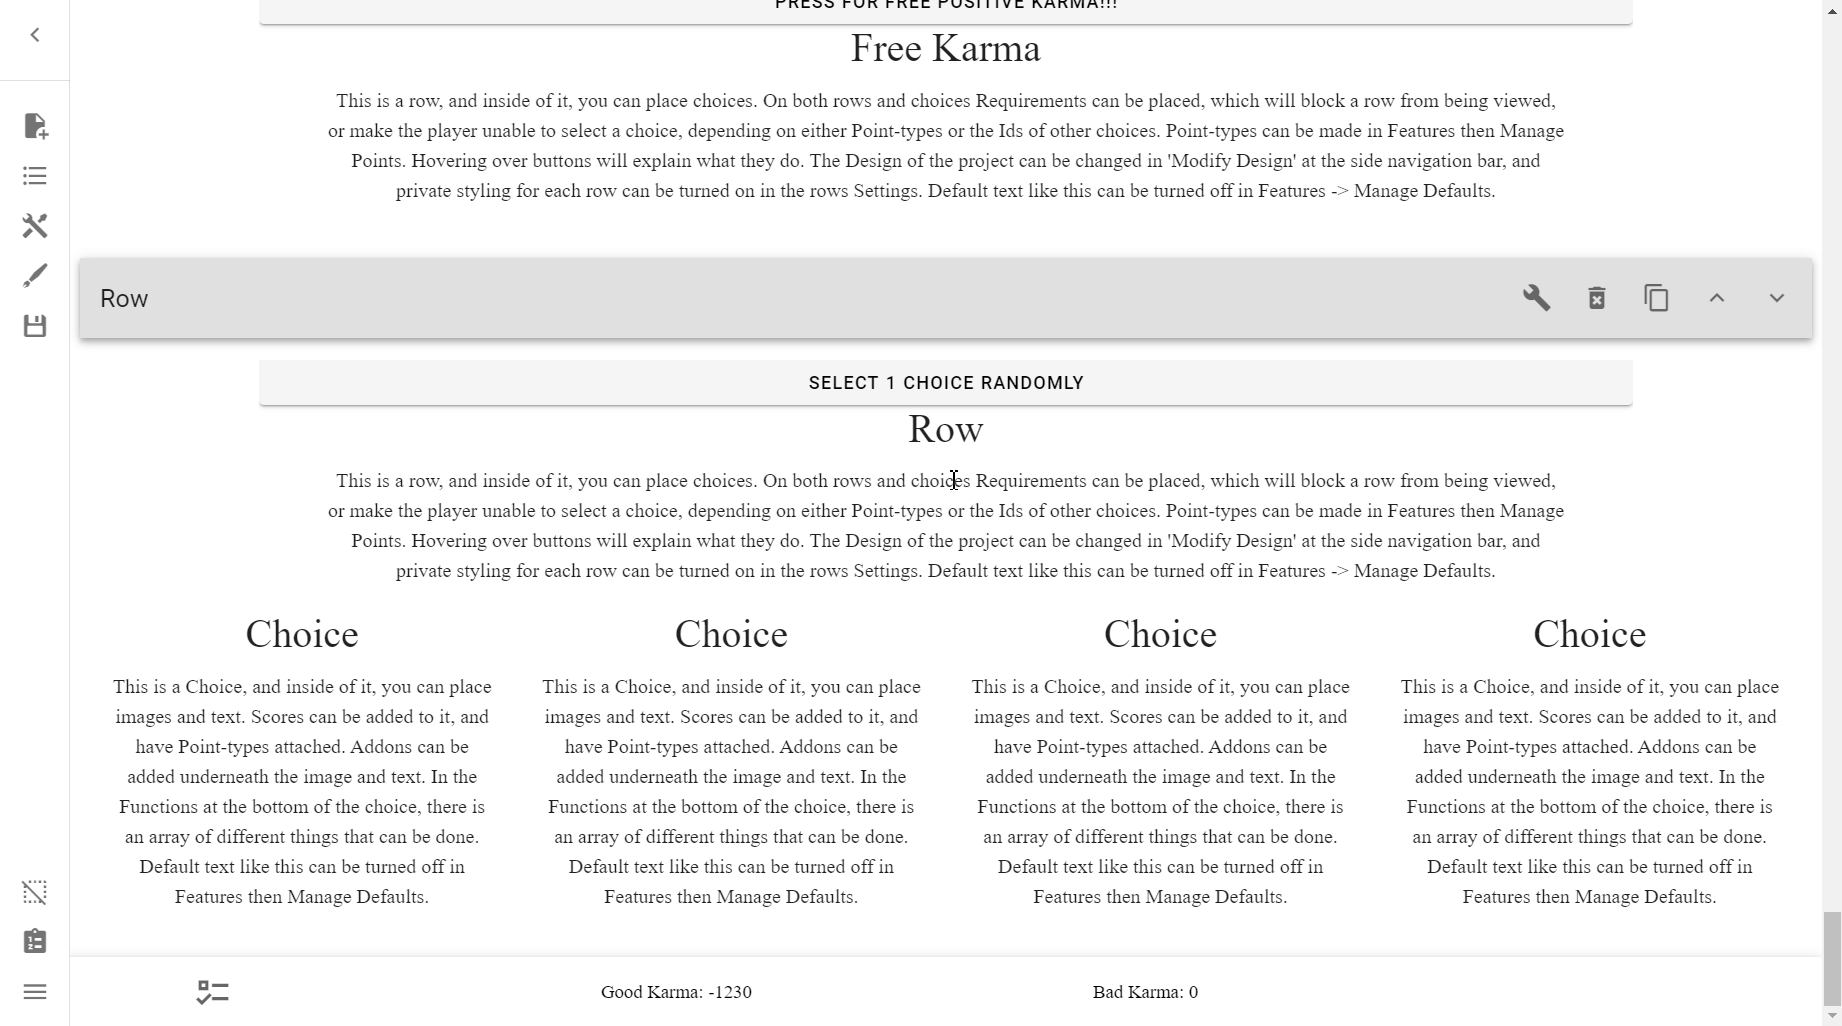 PRESS FOR FREE POSITIVE KARMA!!!
Free Karma
This is a row, and inside of it, you can place choices. On both rows and choices Requirements can be placed, which will block a row from being viewed,
or make the player unable to select a choice, depending on either Point-types or the Ids of other choices. Point-types can be made in Features then Manage
Points. Hovering over buttons will explain what they do. The Design of the project can be changed in 'Modify Design' at the side navigation bar, and
private styling for each row can be turned on in the rows Settings. Default text like this can be turned off in Features -> Manage Defaults.
Row
SELECT 1 CHOICE RANDOMLY
Row
This is a row, and inside of it, you can place choices. On both rows and choices Requirements can be placed, which will block a row from being viewed,
or make the player unable to select a choice, depending on either Point-types or the Ids of other choices. Point-types can be made in Features then Manage
Points. Hovering over buttons will explain what they do. The Design of the project can be changed in 'Modify Design' at the side navigation bar, and
private styling for each row can be turned on in the rows Settings. Default text like this can be turned off in Features -> Manage Defaults.
Choice
This is a Choice, and inside of it, you can place
images and text. Scores can be added to it, and
have Point-types attached. Addons can be
added underneath the image and text. In the
Functions at the bottom of the choice, there is
an array of different things that can be done.
Default text like this can be turned off in
Features then Manage Defaults.
Choice
This is a Choice, and inside of it, you can place
images and text. Scores can be added to it, and
have Point-types attached. Addons can be
added underneath the image and text. In the
Functions at the bottom of the choice, there is
an array of different things that can be done.
Default text like this can be turned off in
Features then Manage Defaults.
Choice
This is a Choice, and inside of it, you can place
images and text. Scores can be added to it, and
have Point-types attached. Addons can be
added underneath the image and text. In the
Functions at the bottom of the choice, there is
an array of different things that can be done.
Default text like this can be turned off in
Features then Manage Defaults.
Choice
This is a Choice, and inside of it, you can place
images and text. Scores can be added to it, and
have Point-types attached. Addons can be
added underneath the image and text. In the
Functions at the bottom of the choice, there is
an array of different things that can be done.
Default text like this can be turned off in
Features then Manage Defaults.
Good Karma: -1230
Bad Karma: 0